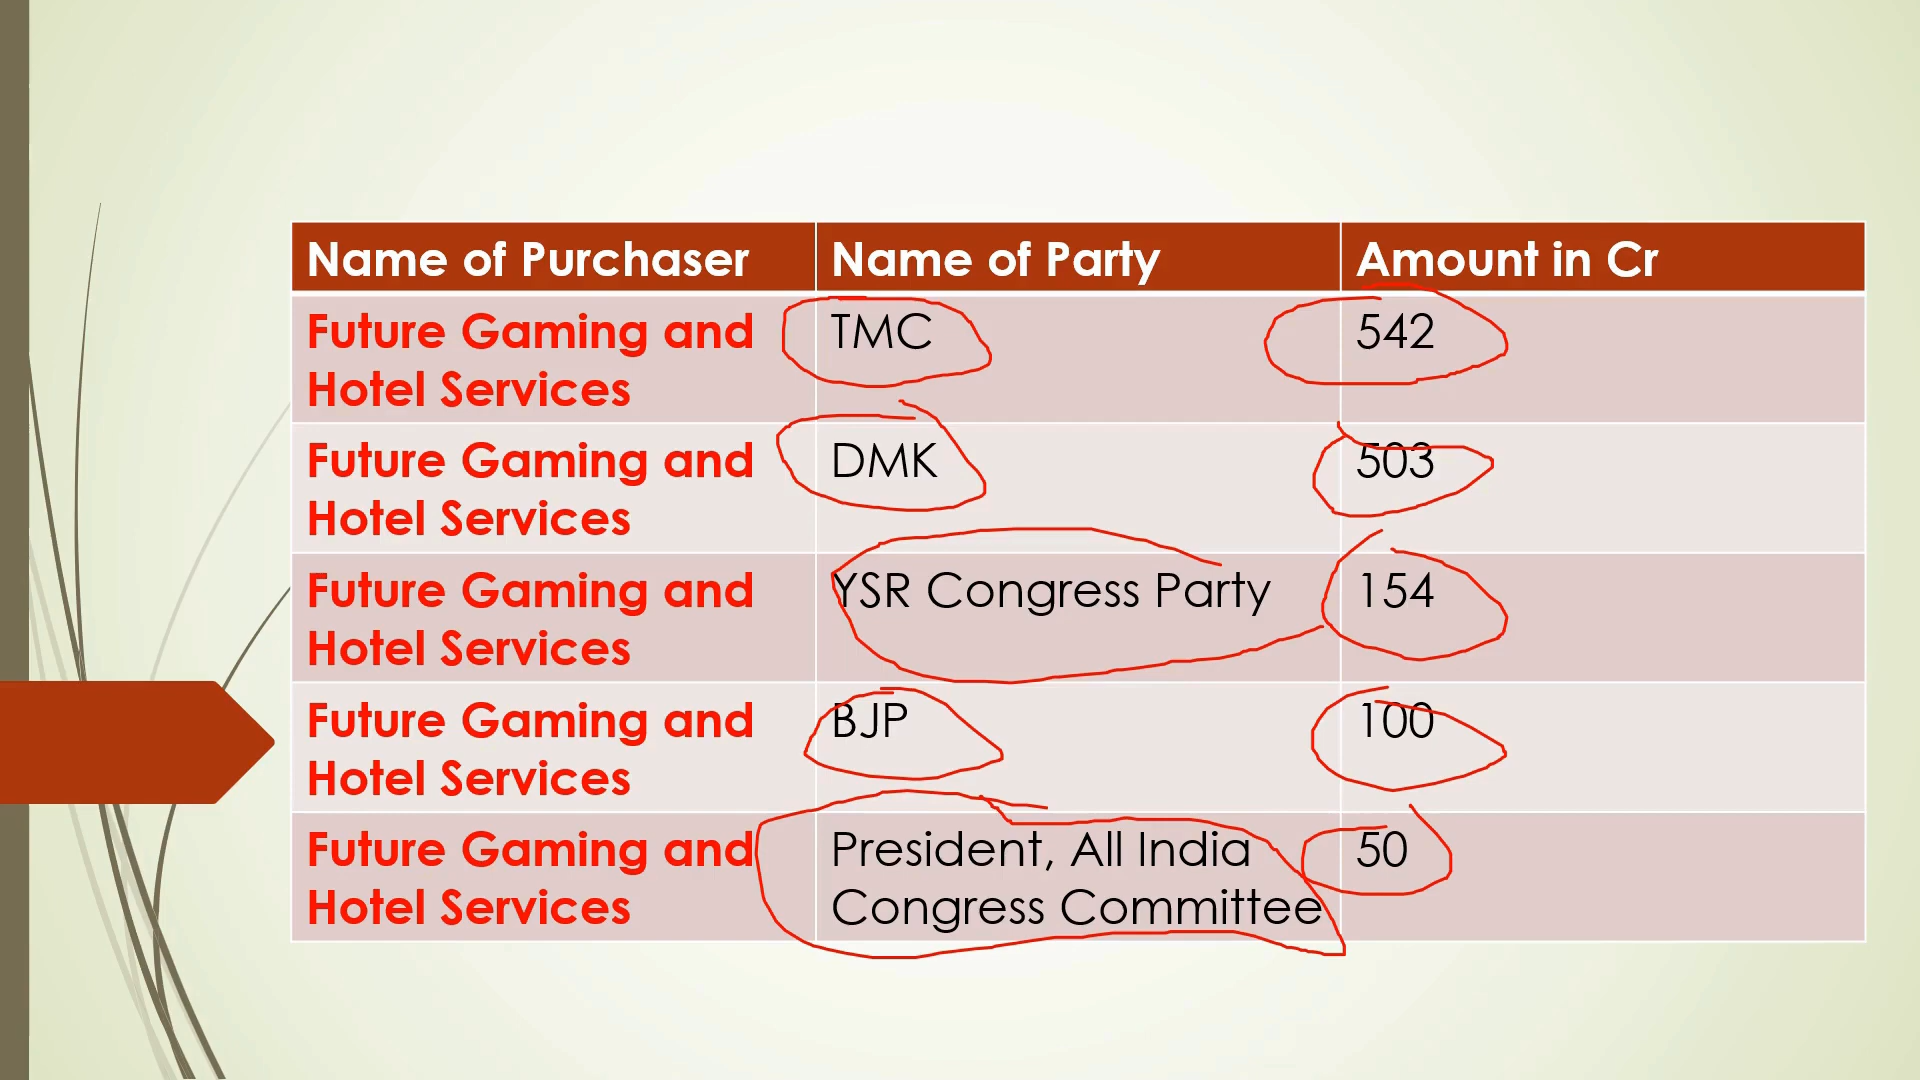 Name of Purchaser Name of Party Amount in Cr
Future Gaming and TMC 542
Hotel Services
Future Gaming and DMK 503
Hotel Services
Future Gaming and YSR Congress Party 154
Hotel Services
Future Gaming and BJP 100
Hotel Services
Future Gaming and President, All India 50
Hotel Services Congress Committee